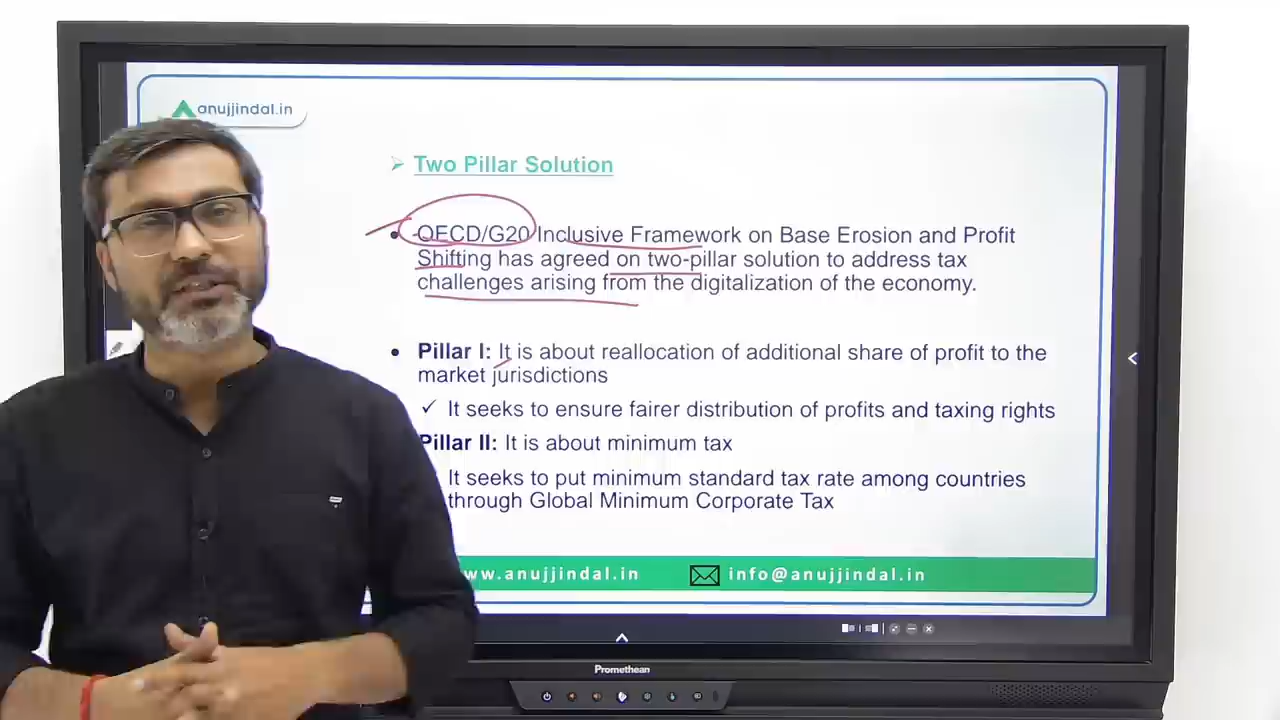 anujjindal.in
Two Pillar Solution
OECD/G20 Inclusive Framework on Base Erosion and Profit
Shifting has agreed on two-pillar solution to address tax
challenges arising from the digitalization of the economy.
Pillar I: It is about reallocation of additional share of profit to the
market jurisdictions
It seeks to ensure fairer distribution of profits and taxing rights
Pillar II: It is about minimum tax
It seeks to put minimum standard tax rate among countries
through Global Minimum Corporate Tax
ww.anujjindal.in info@anujjindal.in
Promethean